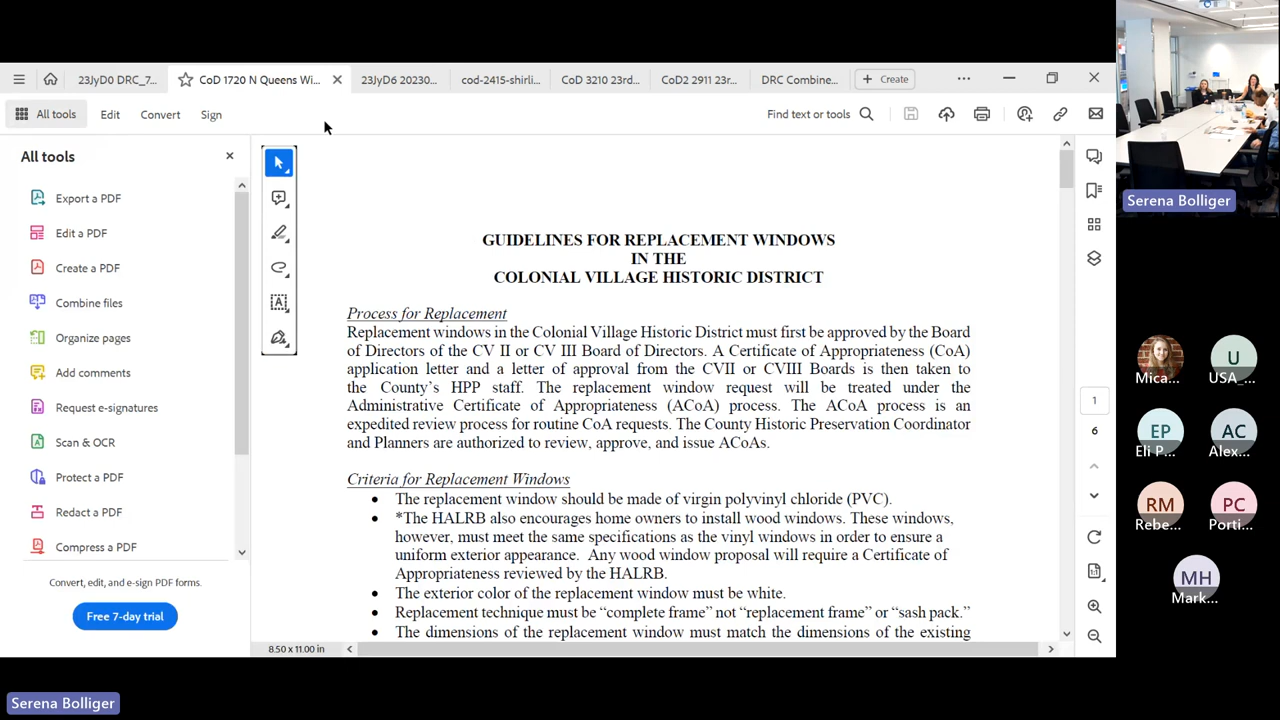 23JyD0 DRC_7...
CoD 1720 N Queens Wi...
23JyD6 20230...
cod-2415-shirli...
CoD 3210 23rd...
CoD2 2911 23r...
DRC Combine...
Create
All tools
Edit
Convert
Sign
Find text or tools
All tools
Export a PDF
Edit a PDF
Create a PDF
Combine files
Organize pages
Add comments
Request e-signatures
Scan & OCR
Protect a PDF
Redact a PDF
Compress a PDF
Convert, edit, and e-sign PDF forms.
Free 7-day trial
GUIDELINES FOR REPLACEMENT WINDOWS
IN THE
COLONIAL VILLAGE HISTORIC DISTRICT
Process for Replacement
Replacement windows in the Colonial Village Historic District must first be approved by the Board
of Directors of the CV II or CV III Board of Directors. A Certificate of Appropriateness (CoA)
application letter and a letter of approval from the CVII or CVIII Boards is then taken to
the County's HPP staff. The replacement window request will be treated under the
Administrative Certificate of Appropriateness (ACoA) process. The ACoA process is an
expedited review process for routine CoA requests. The County Historic Preservation Coordinator
and Planners are authorized to review, approve, and issue ACoAs.
Criteria for Replacement Windows
• The replacement window should be made of virgin polyvinyl chloride (PVC).
• *The HALRB also encourages home owners to install wood windows. These windows,
however, must meet the same specifications as the vinyl windows in order to ensure a
uniform exterior appearance. Any wood window proposal will require a Certificate of
Appropriateness reviewed by the HALRB.
• The exterior color of the replacement window must be white.
• Replacement technique must be “complete frame” not “replacement frame” or “sash pack.”
• The dimensions of the replacement window must match the dimensions of the existing
8.50 x 11.00 in
1
6
Serena Bolliger
Mica...
U
USA_...
EP
Eli P...
AC
Alex...
RM
Rebe...
PC
Porti...
MH
Mark...
Serena Bolliger